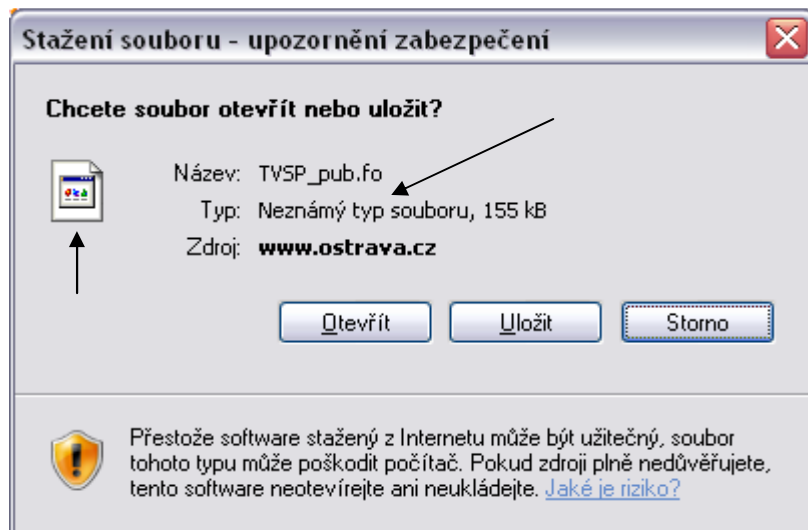 Stažení souboru - upozornění zabezpečení
Chcete soubor otevřít nebo uložit?
Název: TVSP_pub.fo
Typ: Neznámý typ souboru, 155 kB
Zdroj: www.ostrava.cz
Otevřít Uložit Storno
Přestože software stažený z Internetu může být užitečný, soubor
tohoto typu může poškodit počítač. Pokud zdroji plně nedůvěřujete,
tento software neotevírejte ani neukládejte. Jaké je riziko?